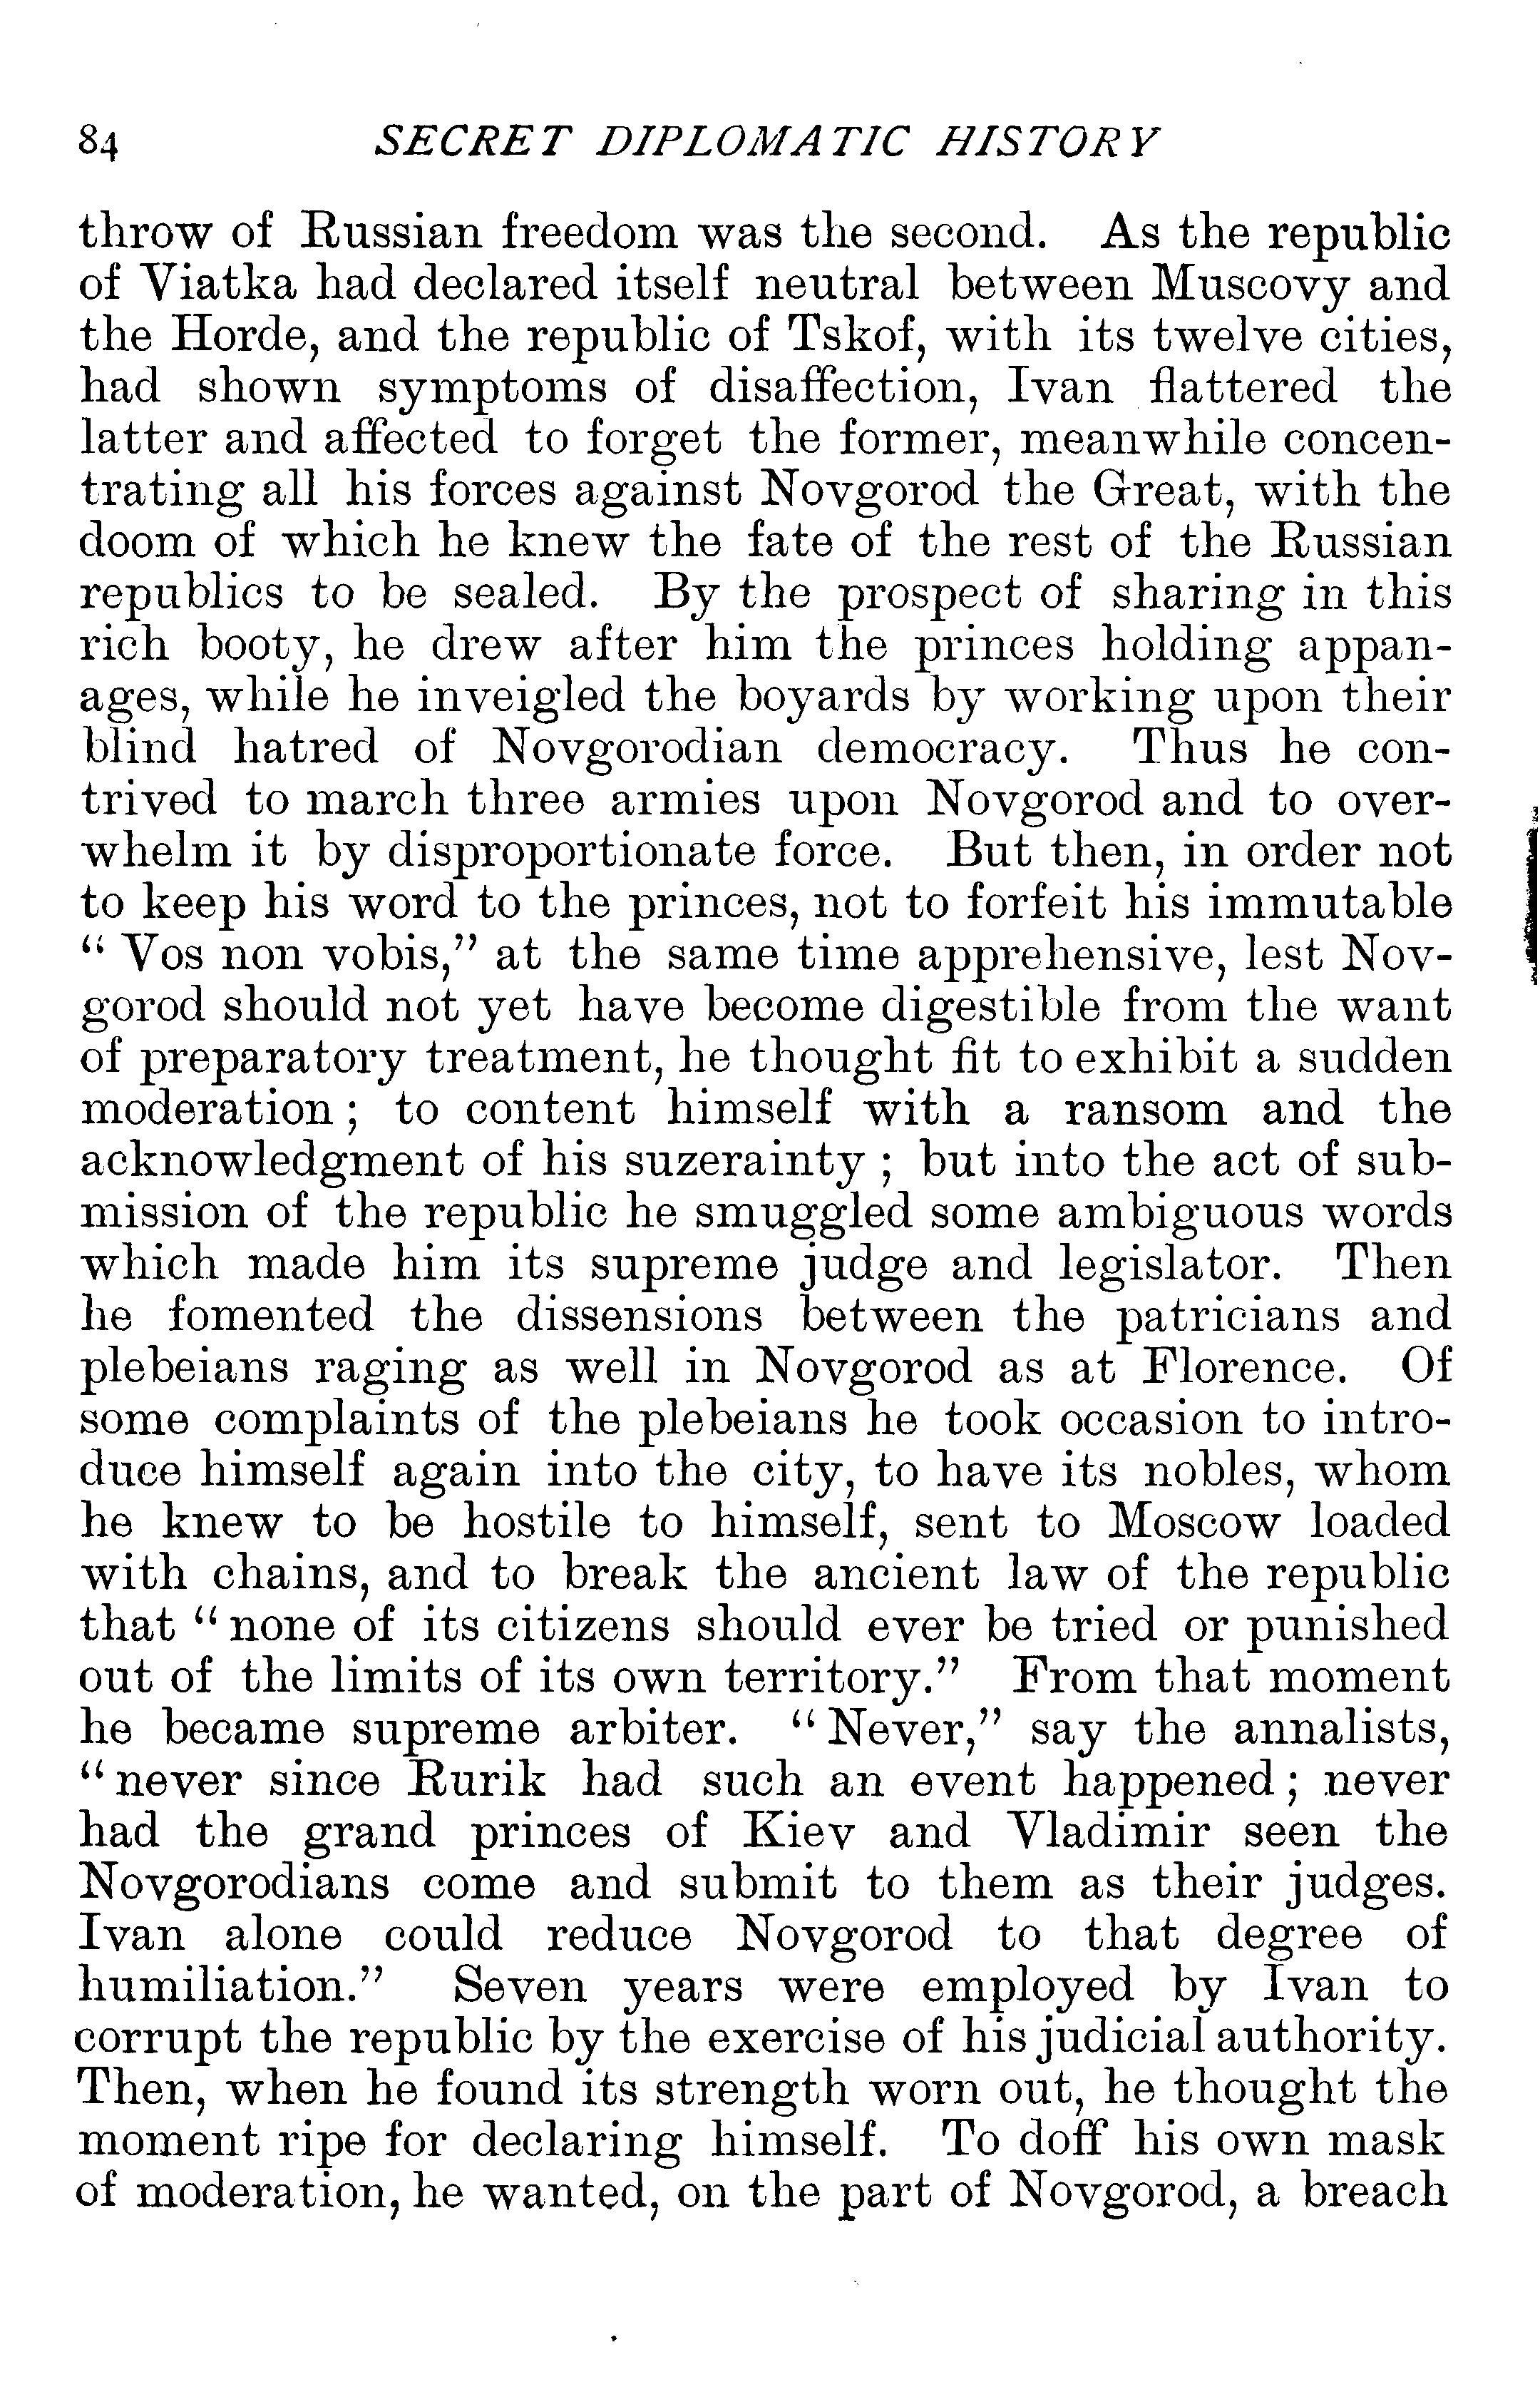 84 SECRET DIPLOMATIC HISTORY
throw of Russian freedom was the second. As the republic
of Viatka had declared itself neutral between Muscovy and
the Horde, and the republic of Tskof, with its twelve cities,
had shown symptoms of disaffection, Ivan flattered the
latter and affected to forget the former, meanwhile concen-
trating all his forces against Novgorod the Great, with the
doom of which he knew the fate of the rest of the Russian
republics to be sealed. By the prospect of sharing in this
rich booty, he drew after him the princes holding appan-
ages, while he inveigled the boyards by working upon their
blind hatred of Novgorodian democracy. Thus he con-
trived to march three armies upon Novgorod and to over-
whelm it by disproportionate force. But then, in order not
to keep his word to the princes, not to forfeit his immutable
“ Vos non vobis,” at the same time apprehensive, lest Nov-
gorod should not yet have become digestible from the want
of preparatory treatment, he thought fit to exhibit a sudden
moderation ; to content himself with a ransom and the
acknowledgment of his suzerainty ; but into the act of sub-
mission of the republic he smuggled some ambiguous words
which made him its supreme judge and legislator. Then
he fomented the dissensions between the patricians and
plebeians raging as well in Novgorod as at Florence. Of
some complaints of the plebeians he took occasion to intro-
duce himself again into the city, to have its nobles, whom
he knew to be hostile to himself, sent to Moscow loaded
with chains, and to break the ancient law of the republic
that “ none of its citizens should ever be tried or punished
out of the limits of its own territory.” From that moment
he became supreme arbiter. “ Never,” say the annalists,
“ never since Rurik had such an event happened ; never
had the grand princes of Kiev and Vladimir seen the
Novgorodians come and submit to them as their judges.
Ivan alone could reduce Novgorod to that degree of
humiliation.” Seven years were employed by Ivan to
corrupt the republic by the exercise of his judicial authority.
Then, when he found its strength worn out, he thought the
moment ripe for declaring himself. To doff his own mask
of moderation, he wanted, on the part of Novgorod, a breach